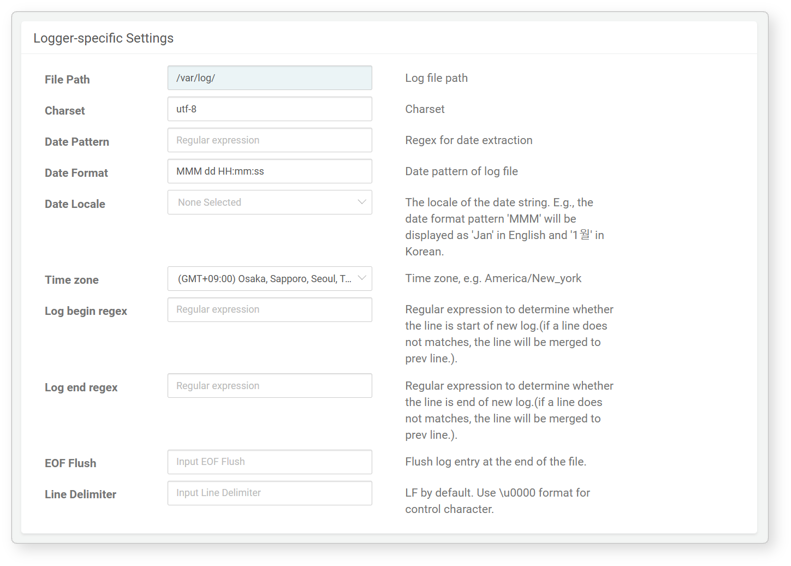 Logger-specific Settings
File Path /var/log/ Log file path
Charset utf-8 Charset
Date Pattern Regular expression Regex for date extraction
Date Format MMM dd HH:mm:ss Date pattern of log file
Date Locale None Selected The locale of the date string. E.g., the
date format pattern 'MMM' will be
displayed as 'Jan' in English and '1월' in
Korean.
Time zone (GMT+09:00) Osaka, Sapporo, Seoul, T... Time zone, e.g. America/New_york
Log begin regex Regular expression Regular expression to determine whether
the line is start of new log.(if a line does
not matches, the line will be merged to
prev line.).
Log end regex Regular expression Regular expression to determine whether
the line is end of new log.(if a line does
not matches, the line will be merged to
prev line.).
EOF Flush Input EOF Flush Flush log entry at the end of the file.
Line Delimiter Input Line Delimiter LF by default. Use \u0000 format for
control character.